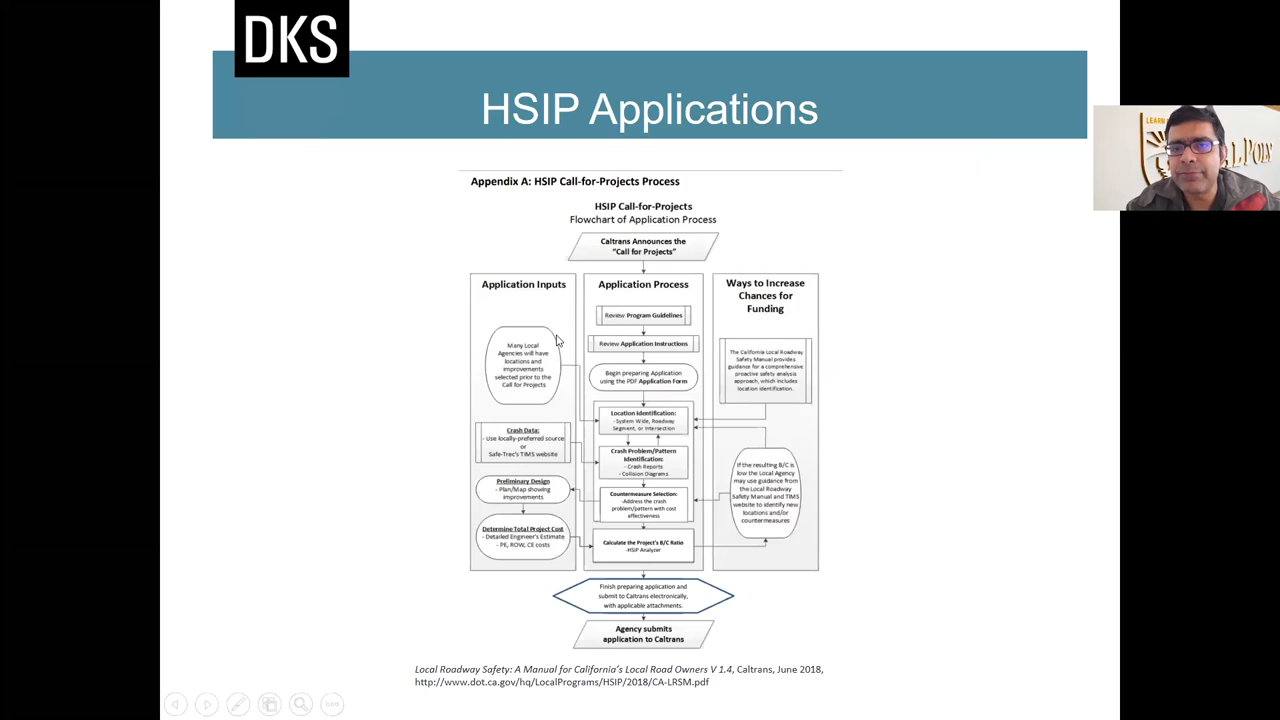 DKS
HSIP Applications
LEARN
AL POLY
Appendix A: HSIP Call-for-Projects Process
HSIP Call-for-Projects
Flowchart of Application Process
Caltrans Announces the
"Call for Projects"
Application Inputs
Many Local
Agencies will have
locations and
improvements
selected prior to the
Call for Projects
Crash Data:
- Use locally-preferred source
or
Safe-Trec's TIMS website
Preliminary Design
- Plan/Map showing
improvements
Determine Total Project Cost
- Detailed Engineer's Estimate
- PE, ROW, CE costs
Application Process
Review Program Guidelines
Review Application Instructions
Begin preparing Application
using the PDF Application Form
Location Identification:
- System Wide, Roadway
Segment, or Intersection
Crash Problem/Pattern
Identification:
- Crash Reports
- Collision Diagrams
Countermeasure Selection:
-Address the crash
problem/pattern with cost
effectiveness
Calculate the Project's B/C Ratio
-HSIP Analyzer
Ways to Increase
Chances for
Funding
The California Local Roadway
Safety Manual provides
guidance for a comprehensive
proactive safety analysis
approach, which includes
location identification.
If the resulting B/C is
low the Local Agency
may use guidance from
the Local Roadway
Safety Manual and TIMS
website to identify new
locations and/or
countermeasures
Finish preparing application and
submit to Caltrans electronically,
with applicable attachments.
Agency submits
application to Caltrans
Local Roadway Safety: A Manual for California's Local Road Owners V 1.4, Caltrans, June 2018,
http://www.dot.ca.gov/hq/LocalPrograms/HSIP/2018/CA-LRSM.pdf